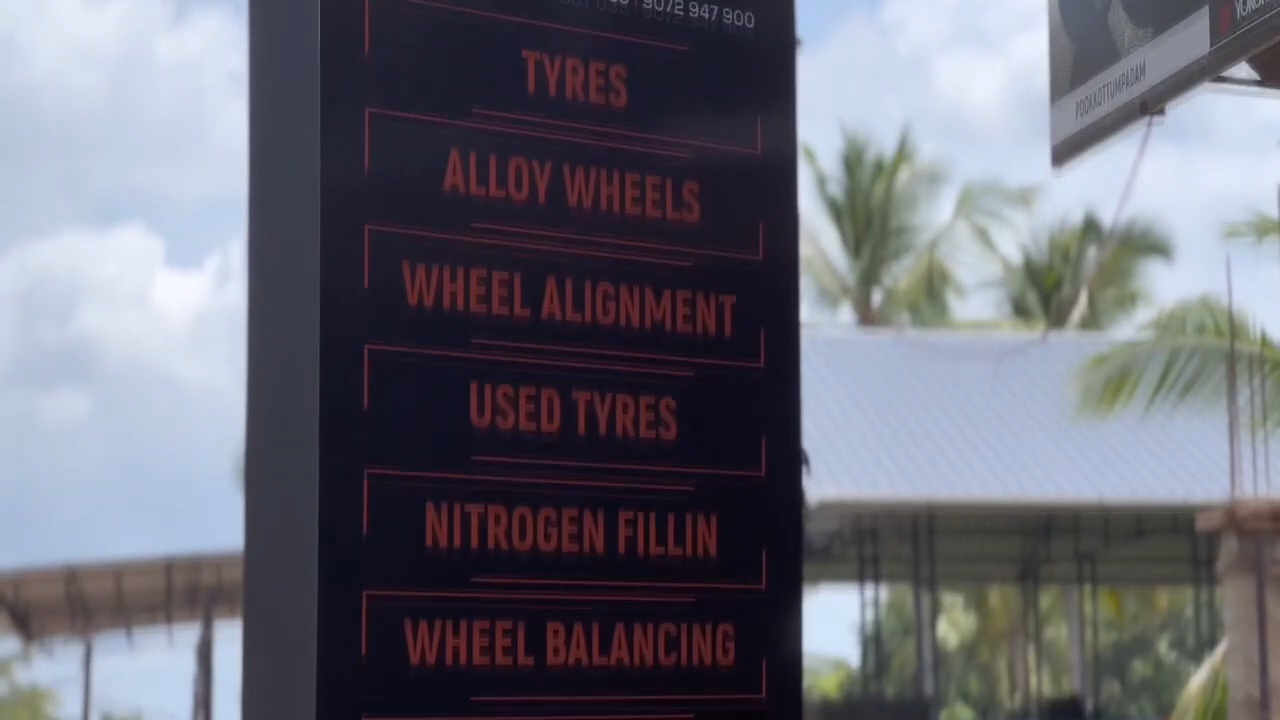 9072 947 900
TYRES
ALLOY WHEELS
WHEEL ALIGNMENT
USED TYRES
NITROGEN FILLIN
WHEEL BALANCING
POOKKOTTUMPADAM